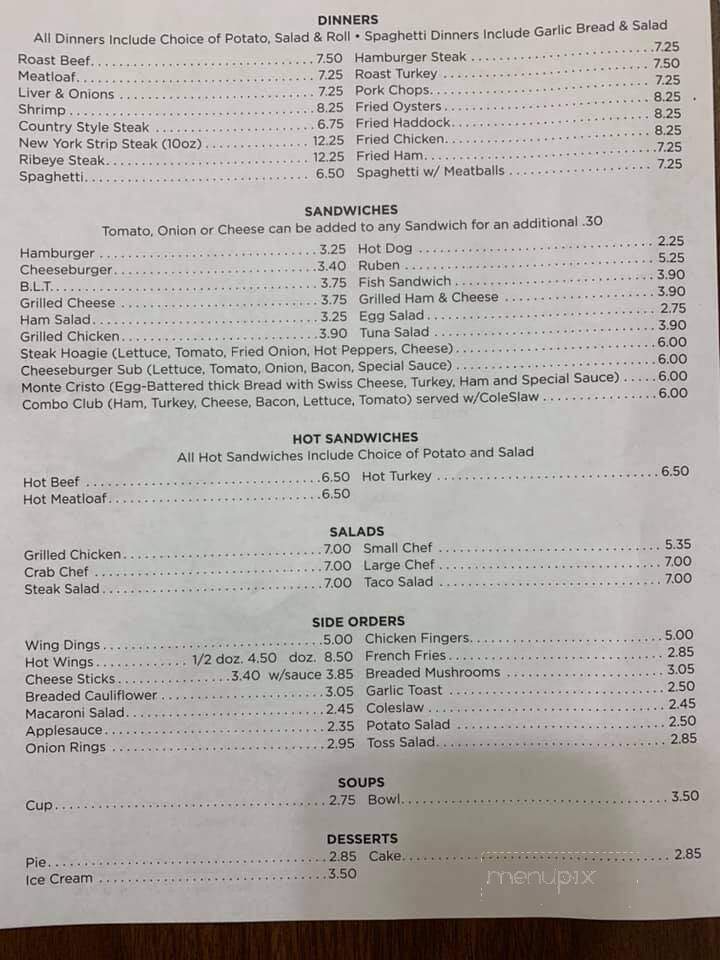 DINNERS
All Dinners Include Choice of Potato, Salad & Roll • Spaghetti Dinners Include Garlic Bread & Salad
Roast Beef 7.50 Hamburger Steak 7.25
Meatloaf 7.25 Roast Turkey 7.50
Liver & Onions 7.25 Pork Chops 7.25
Shrimp 8.25 Fried Oysters 8.25
Country Style Steak 6.75 Fried Haddock 8.25
New York Strip Steak (10oz) 12.25 Fried Chicken 8.25
Ribeye Steak 12.25 Fried Ham 7.25
Spaghetti 6.50 Spaghetti w/ Meatballs 7.25
SANDWICHES
Tomato, Onion or Cheese can be added to any Sandwich for an additional .30
Hamburger 3.25 Hot Dog 2.25
Cheeseburger 3.40 Ruben 5.25
B.L.T. 3.75 Fish Sandwich 3.90
Grilled Cheese 3.75 Grilled Ham & Cheese 3.90
Ham Salad 3.25 Egg Salad 2.75
Grilled Chicken 3.90 Tuna Salad 3.90
Steak Hoagie (Lettuce, Tomato, Fried Onion, Hot Peppers, Cheese) 6.00
Cheeseburger Sub (Lettuce, Tomato, Onion, Bacon, Special Sauce) 6.00
Monte Cristo (Egg-Battered thick Bread with Swiss Cheese, Turkey, Ham and Special Sauce) 6.00
Combo Club (Ham, Turkey, Cheese, Bacon, Lettuce, Tomato) served w/ColeSlaw 6.00
HOT SANDWICHES
All Hot Sandwiches Include Choice of Potato and Salad
Hot Beef 6.50 Hot Turkey 6.50
Hot Meatloaf 6.50
SALADS
Grilled Chicken 7.00 Small Chef 5.35
Crab Chef 7.00 Large Chef 7.00
Steak Salad 7.00 Taco Salad 7.00
SIDE ORDERS
Wing Dings 5.00 Chicken Fingers 5.00
Hot Wings 1/2 doz. 4.50 doz. 8.50 French Fries 2.85
Cheese Sticks 3.40 w/sauce 3.85 Breaded Mushrooms 3.05
Breaded Cauliflower 3.05 Garlic Toast 2.50
Macaroni Salad 2.45 Coleslaw 2.45
Applesauce 2.35 Potato Salad 2.50
Onion Rings 2.95 Toss Salad 2.85
SOUPS
Cup 2.75 Bowl 3.50
DESSERTS
Pie 2.85 Cake 2.85
Ice Cream 3.50
menupix